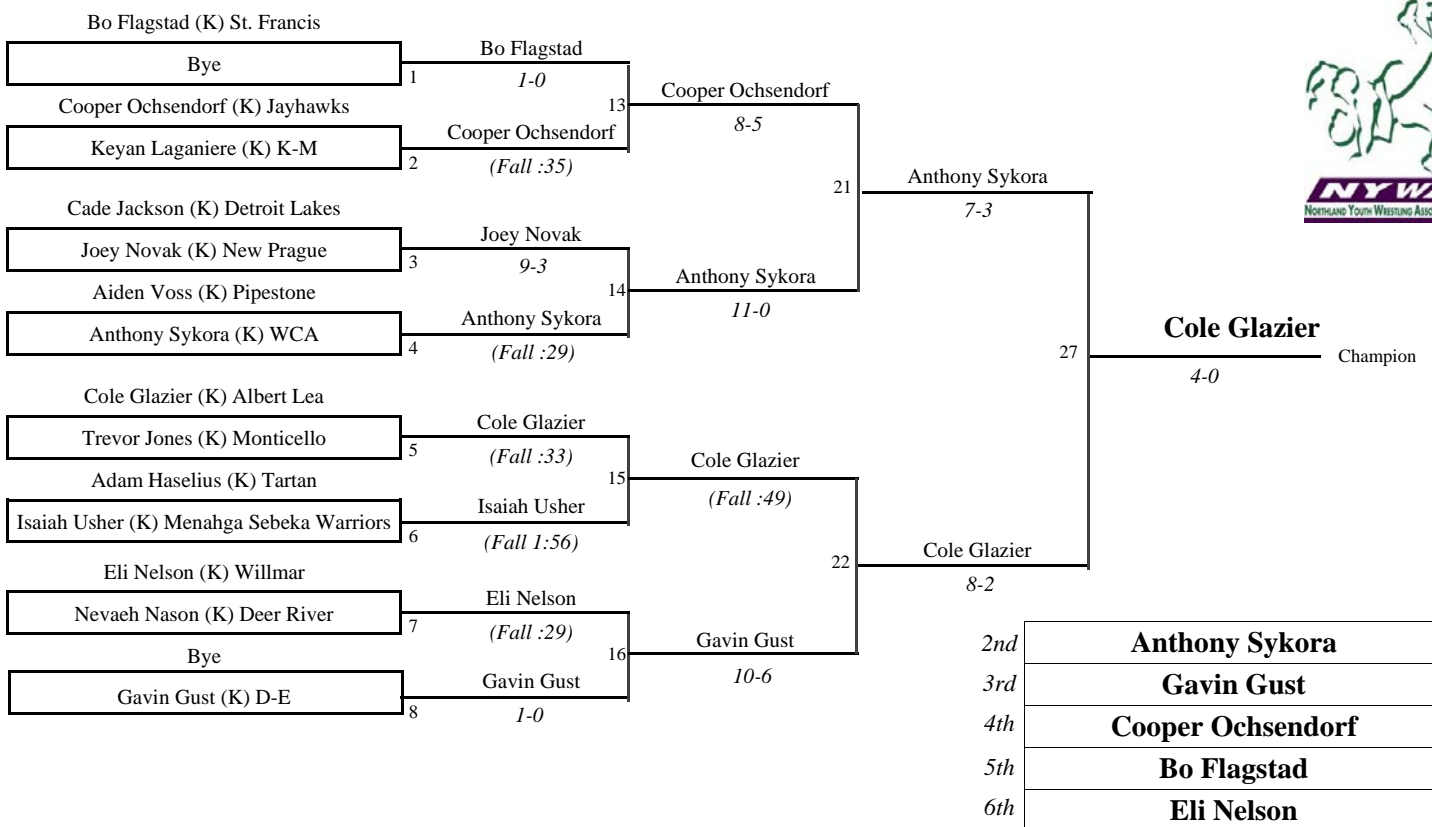 Bo Flagstad (K) St. Francis
Bye
1
Bo Flagstad
1-0
Cooper Ochsendorf (K) Jayhawks
Keyan Laganiere (K) K-M
2
Cooper Ochsendorf
(Fall :35)
13
Cooper Ochsendorf
8-5
Cade Jackson (K) Detroit Lakes
Joey Novak (K) New Prague
3
Joey Novak
9-3
Aiden Voss (K) Pipestone
Anthony Sykora (K) WCA
4
Anthony Sykora
(Fall :29)
14
Anthony Sykora
11-0
21
Anthony Sykora
7-3
Cole Glazier (K) Albert Lea
Trevor Jones (K) Monticello
5
Cole Glazier
(Fall :33)
Adam Haselius (K) Tartan
Isaiah Usher (K) Menahga Sebeka Warriors
6
Isaiah Usher
(Fall 1:56)
15
Cole Glazier
(Fall :49)
Eli Nelson (K) Willmar
Nevaeh Nason (K) Deer River
7
Eli Nelson
(Fall :29)
Bye
Gavin Gust (K) D-E
8
Gavin Gust
1-0
16
Gavin Gust
10-6
22
Cole Glazier
8-2
27
Cole Glazier
Champion
4-0
NYW
Northland Youth Wrestling
2nd Anthony Sykora
3rd Gavin Gust
4th Cooper Ochsendorf
5th Bo Flagstad
6th Eli Nelson